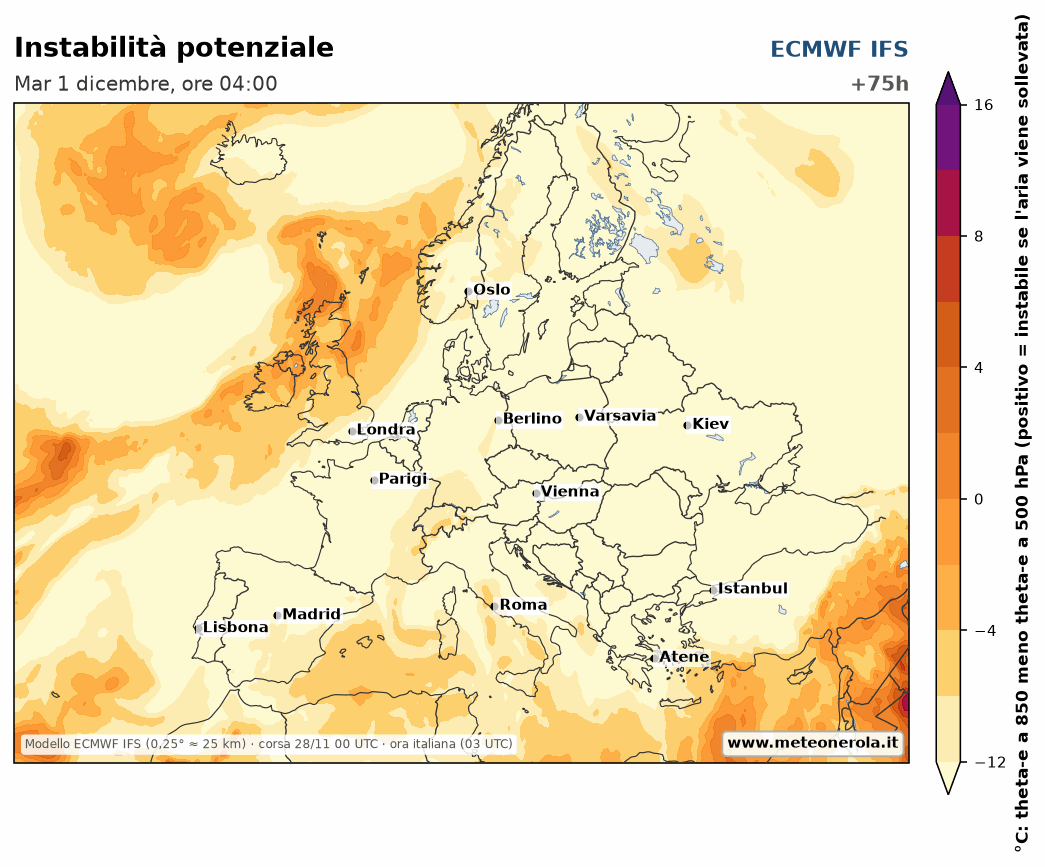 Instabilità potenziale
ECMWF IFS
Mar 1 dicembre, ore 04:00
+75h
Oslo
Berlino
Varsavia
Kiev
Londra
Parigi
Vienna
Istanbul
Roma
Madrid
Lisbona
Atene
Modello ECMWF IFS (0,25° ≈ 25 km) · corsa 28/11 00 UTC · ora italiana (03 UTC)
www.meteonerola.it
16
8
4
0
−4
−12
°C: theta-e a 850 meno theta-e a 500 hPa (positivo = instabile se l'aria viene sollevata)